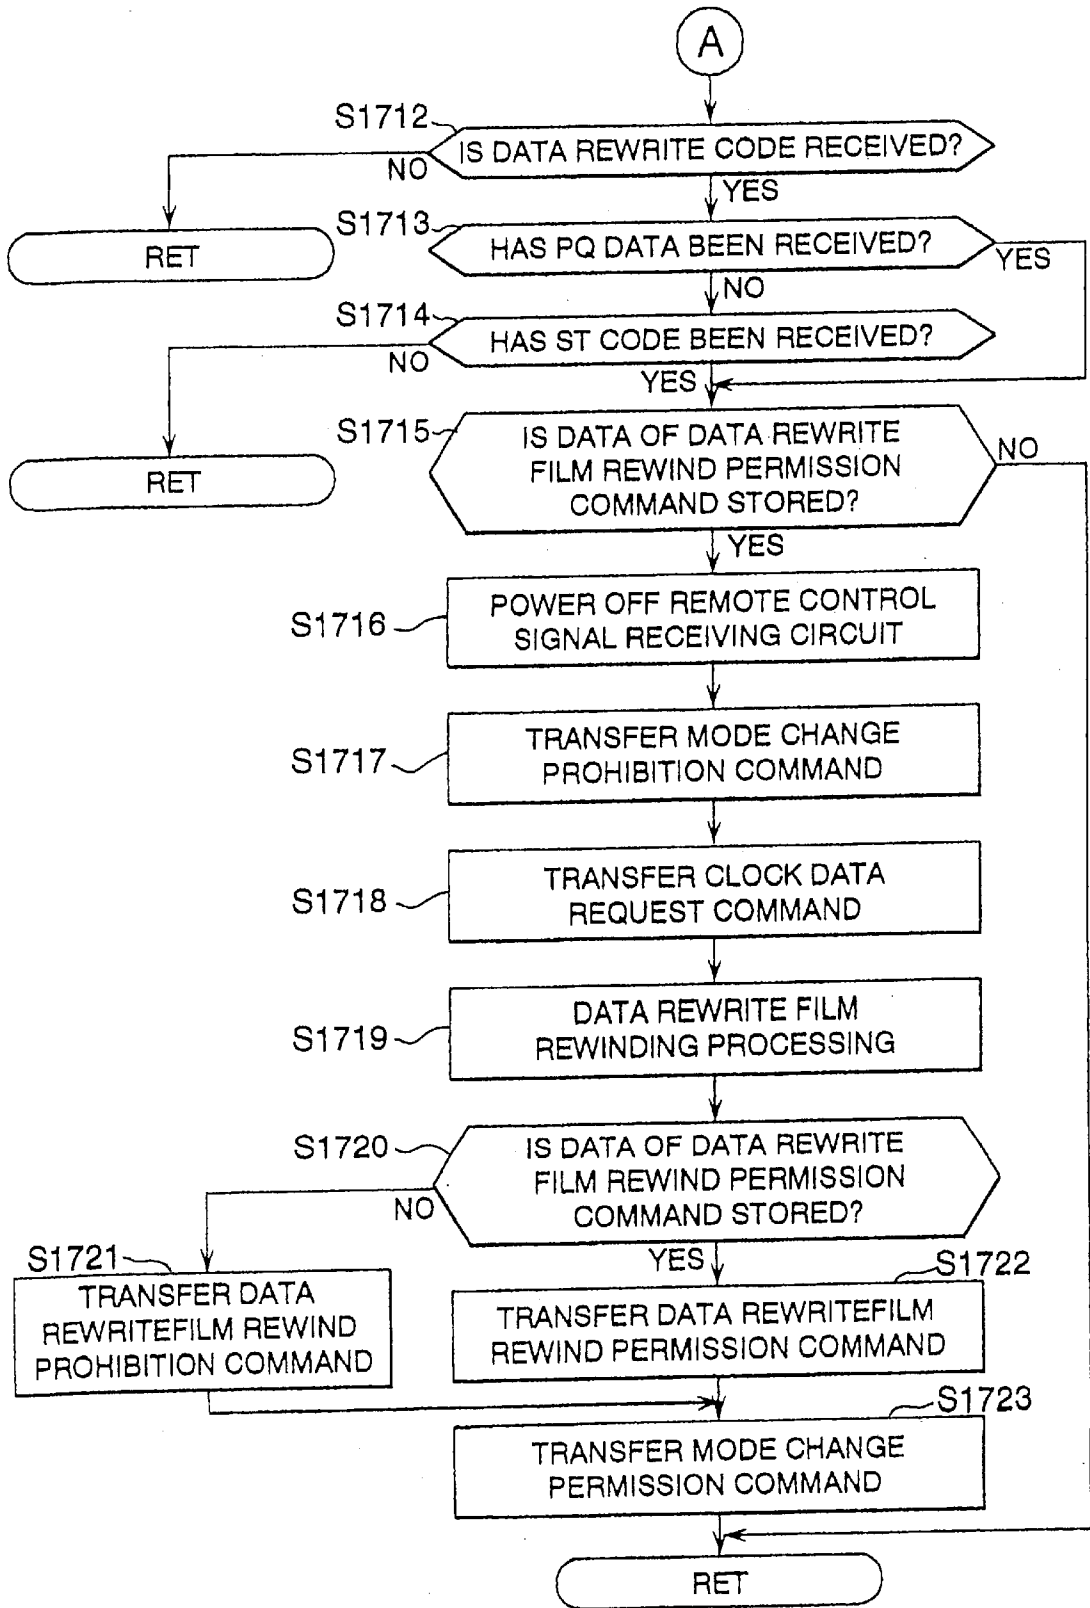 A
S1712
IS DATA REWRITE CODE RECEIVED?
NO
YES
RET
S1713
HAS PQ DATA BEEN RECEIVED?
YES
NO
S1714
HAS ST CODE BEEN RECEIVED?
NO
YES
RET
S1715
IS DATA OF DATA REWRITE
FILM REWIND PERMISSION
COMMAND STORED?
NO
YES
S1716
POWER OFF REMOTE CONTROL
SIGNAL RECEIVING CIRCUIT
S1717
TRANSFER MODE CHANGE
PROHIBITION COMMAND
S1718
TRANSFER CLOCK DATA
REQUEST COMMAND
S1719
DATA REWRITE FILM
REWINDING PROCESSING
S1720
IS DATA OF DATA REWRITE
FILM REWIND PERMISSION
COMMAND STORED?
NO
YES
S1721
TRANSFER DATA
REWRITEFILM REWIND
PROHIBITION COMMAND
S1722
TRANSFER DATA REWRITEFILM
REWIND PERMISSION COMMAND
S1723
TRANSFER MODE CHANGE
PERMISSION COMMAND
RET